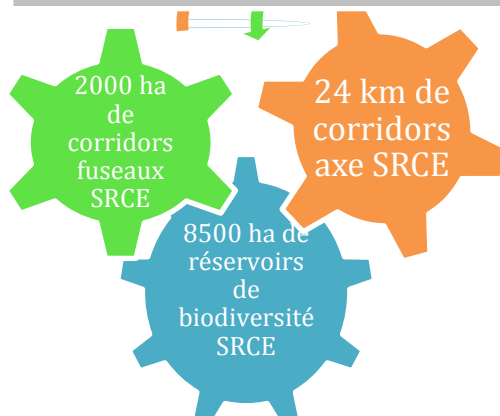 2000 ha
de
corridors
fuseaux
SRCE
24 km de
corridors
axe SRCE
8500 ha de
réservoirs
de
biodiversité
SRCE